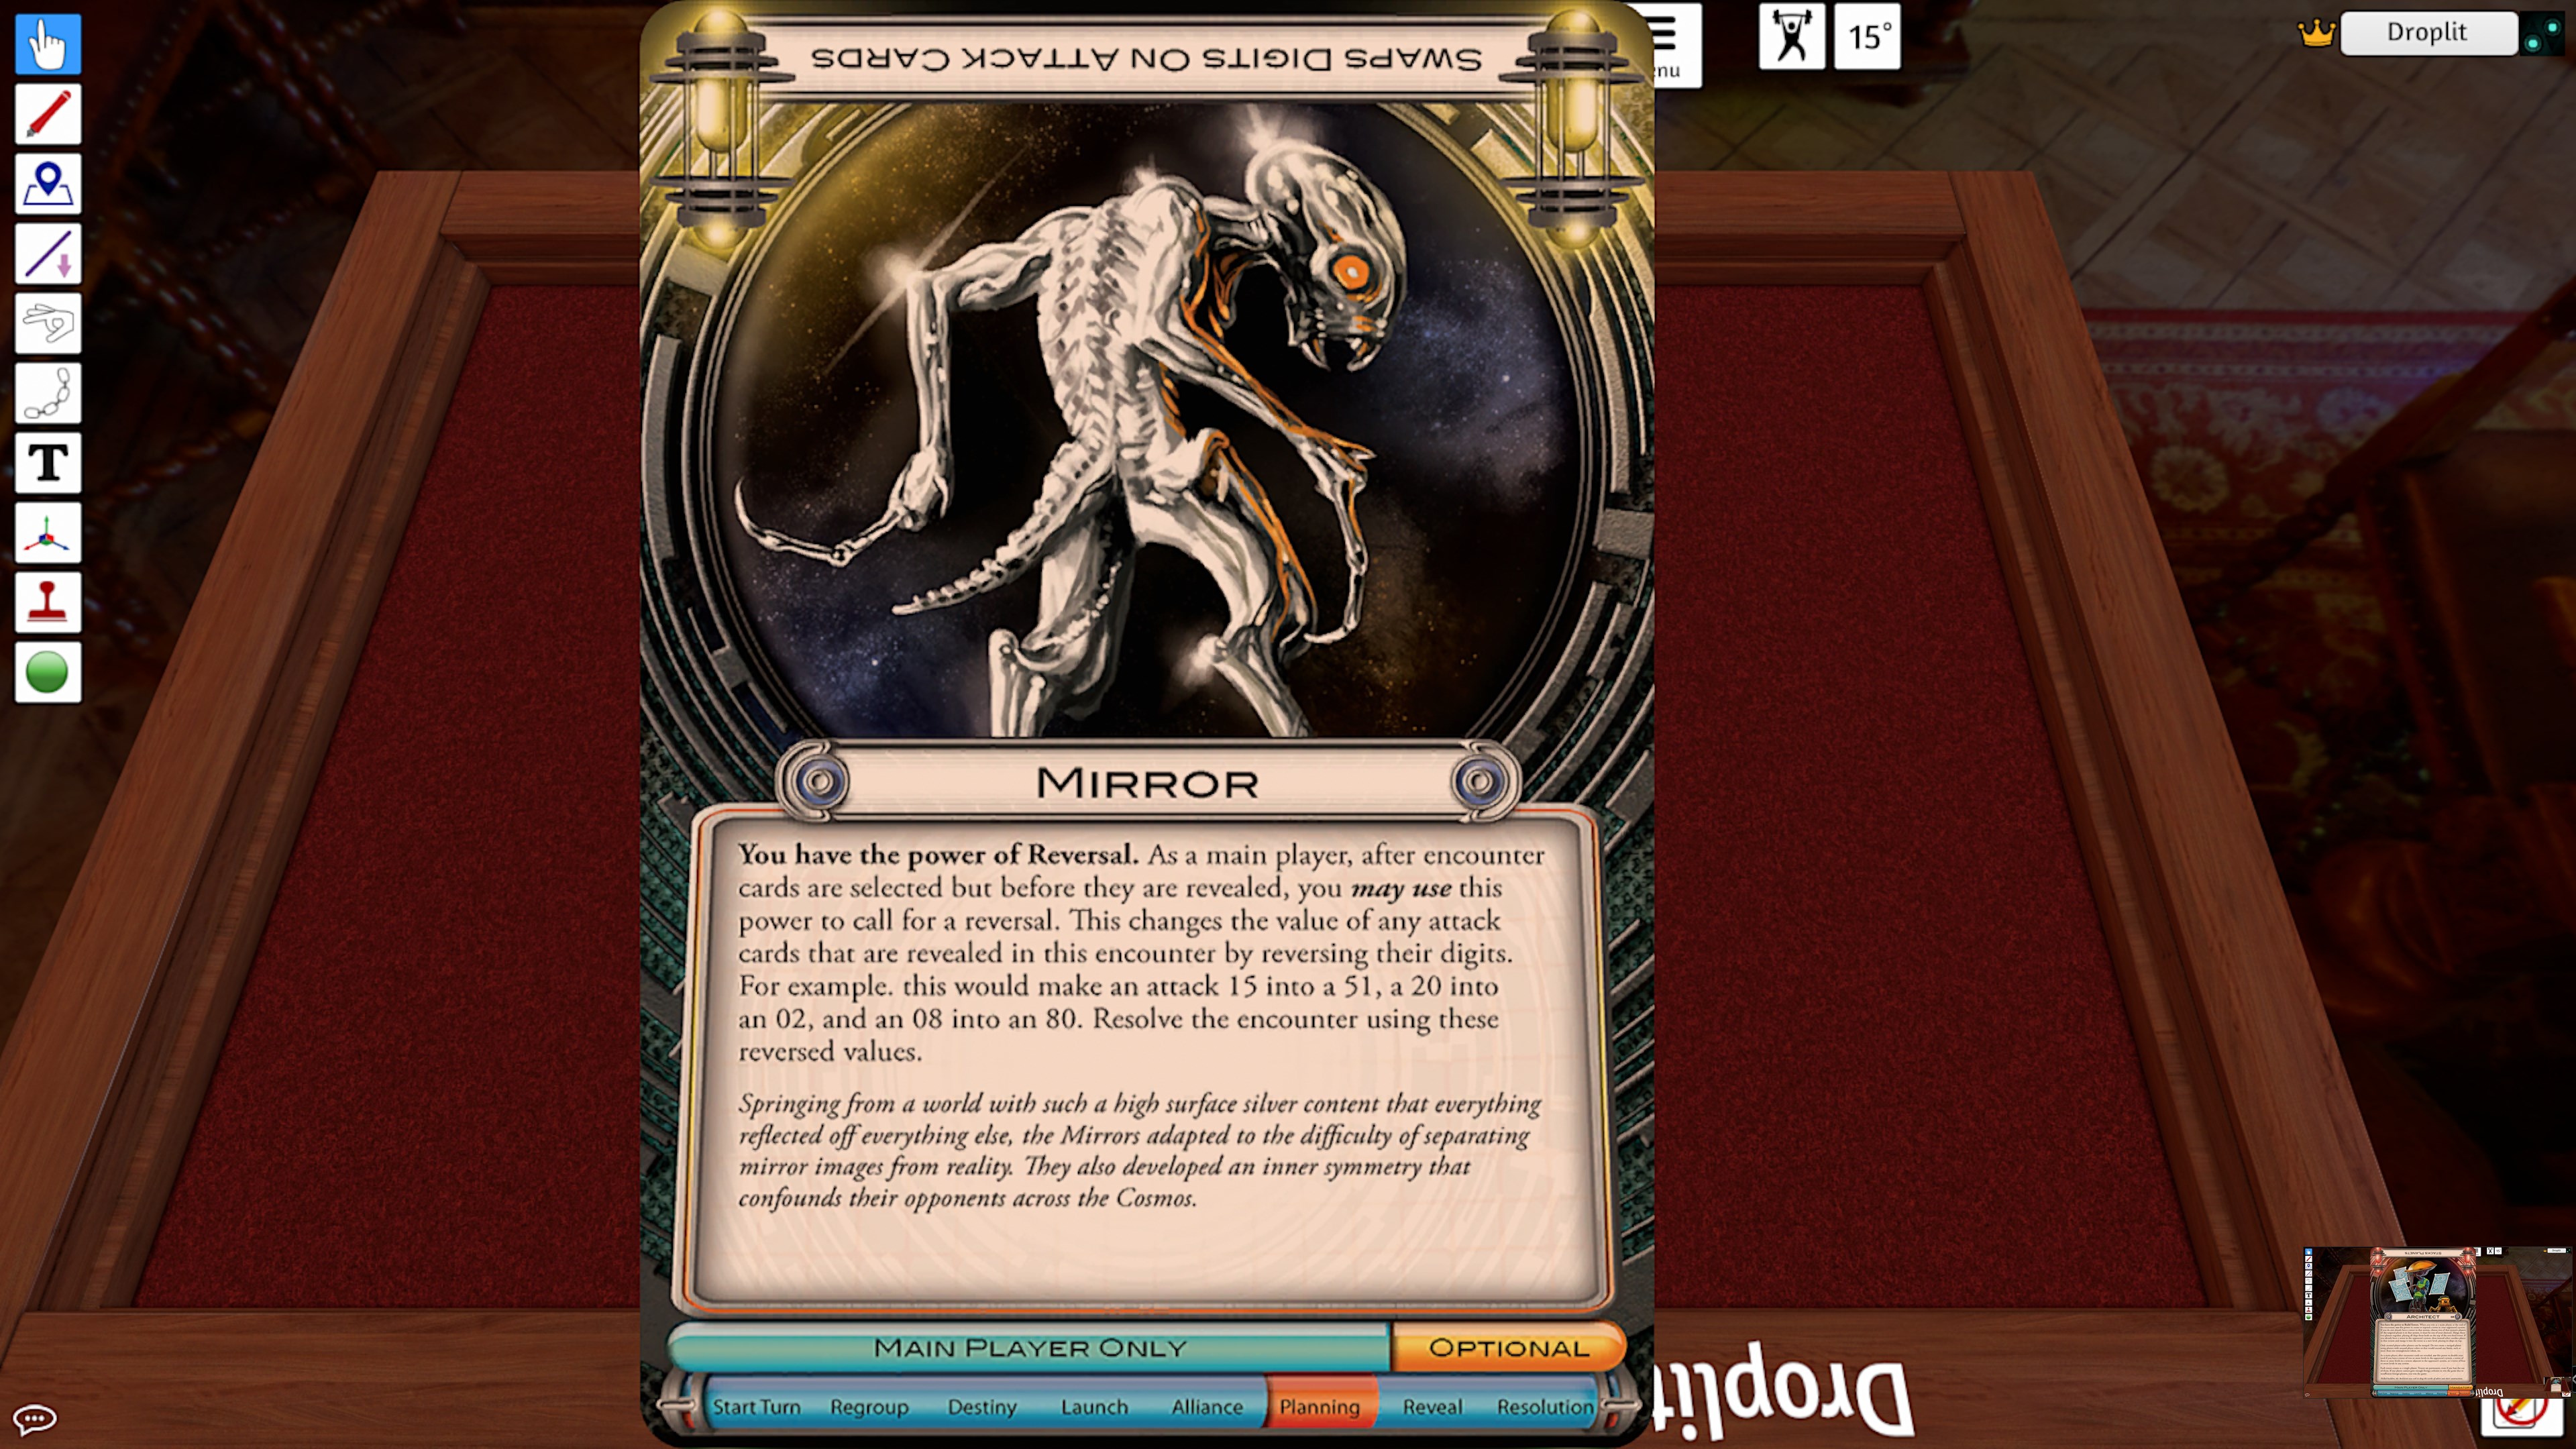 SWAPS DIGITS ON ATTACK CARDS
enu
15°
Droplit
T
MIRROR
You have the power of Reversal. As a main player, after encounter
cards are selected but before they are revealed, you may use this
power to call for a reversal. This changes the value of any attack
cards that are revealed in this encounter by reversing their digits.
For example. this would make an attack 15 into a 51, a 20 into
an 02, and an 08 into an 80. Resolve the encounter using these
reversed values.
Springing from a world with such a high surface silver content that everything
reflected off everything else, the Mirrors adapted to the difficulty of separating
mirror images from reality. They also developed an inner symmetry that
confounds their opponents across the Cosmos.
MAIN PLAYER ONLY
OPTIONAL
Start Turn Regroup Destiny Launch Alliance Planning Reveal Resolution
Droplit
ARCHITECT
Droplit